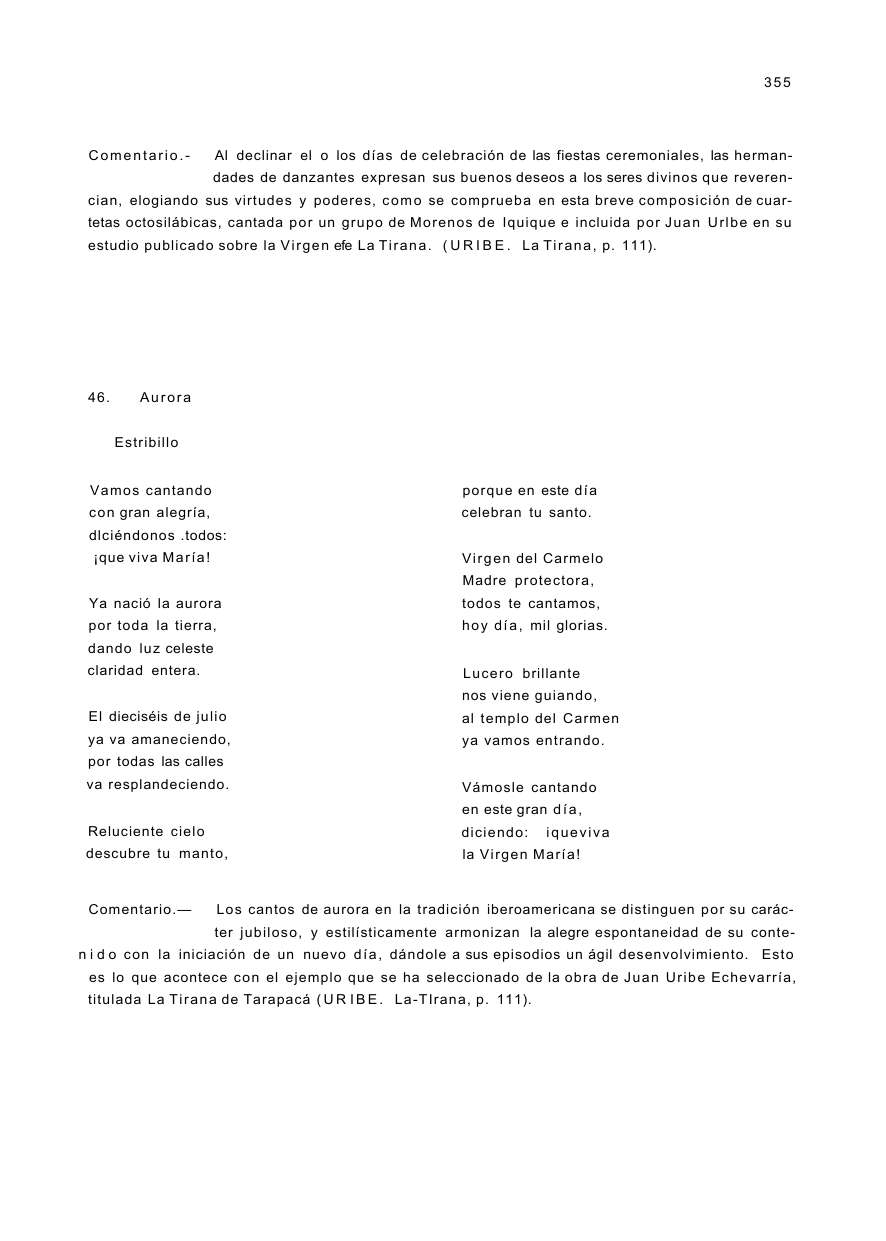 355
Comentario.- Al declinar el o los días de celebración de las fiestas ceremoniales, las herman-
dades de danzantes expresan sus buenos deseos a los seres divinos que reveren-
cian, elogiando sus virtudes y poderes, como se comprueba en esta breve composición de cuar-
tetas octosilábicas, cantada por un grupo de Morenos de Iquique e incluida por Juan UrIbe en su
estudio publicado sobre la Virgen efe La Tirana. (URIBE. La Tirana, p. 111).
46. Aurora
Estribillo
Vamos cantando
con gran alegría,
dIciéndonos .todos:
¡que viva María!
Ya nació la aurora
por toda la tierra,
dando luz celeste
claridad entera.
El dieciséis de julio
ya va amaneciendo,
por todas las calles
va resplandeciendo.
Reluciente cielo
descubre tu manto,
porque en este día
celebran tu santo.
Virgen del Carmelo
Madre protectora,
todos te cantamos,
hoy día, mil glorias.
Lucero brillante
nos viene guiando,
al templo del Carmen
ya vamos entrando.
Vámosle cantando
en este gran día,
diciendo: iqueviva
la Virgen María!
Comentario.— Los cantos de aurora en la tradición iberoamericana se distinguen por su carác-
ter jubiloso, y estilísticamente armonizan la alegre espontaneidad de su conte-
nido con la iniciación de un nuevo día, dándole a sus episodios un ágil desenvolvimiento. Esto
es lo que acontece con el ejemplo que se ha seleccionado de la obra de Juan Uribe Echevarría,
titulada La Tirana de Tarapacá (URIBE. La-TIrana, p. 111).